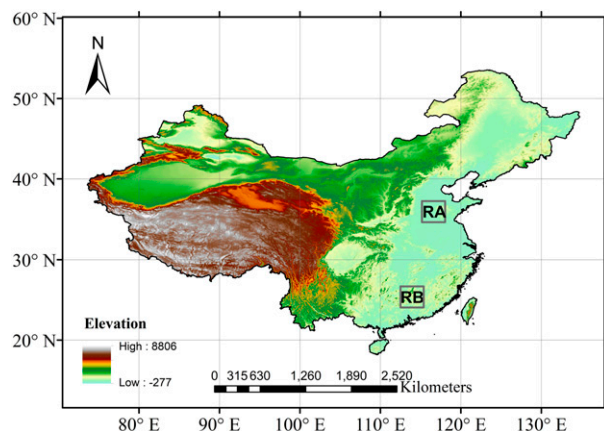 60° N
N
50° N
40° N
RA
30° N
RB
Elevation
High : 8806
20° N
Low : -277
0 315 630 1,260 1,890 2,520
Kilometers
80° E 90° E 100° E 110° E 120° E 130° E